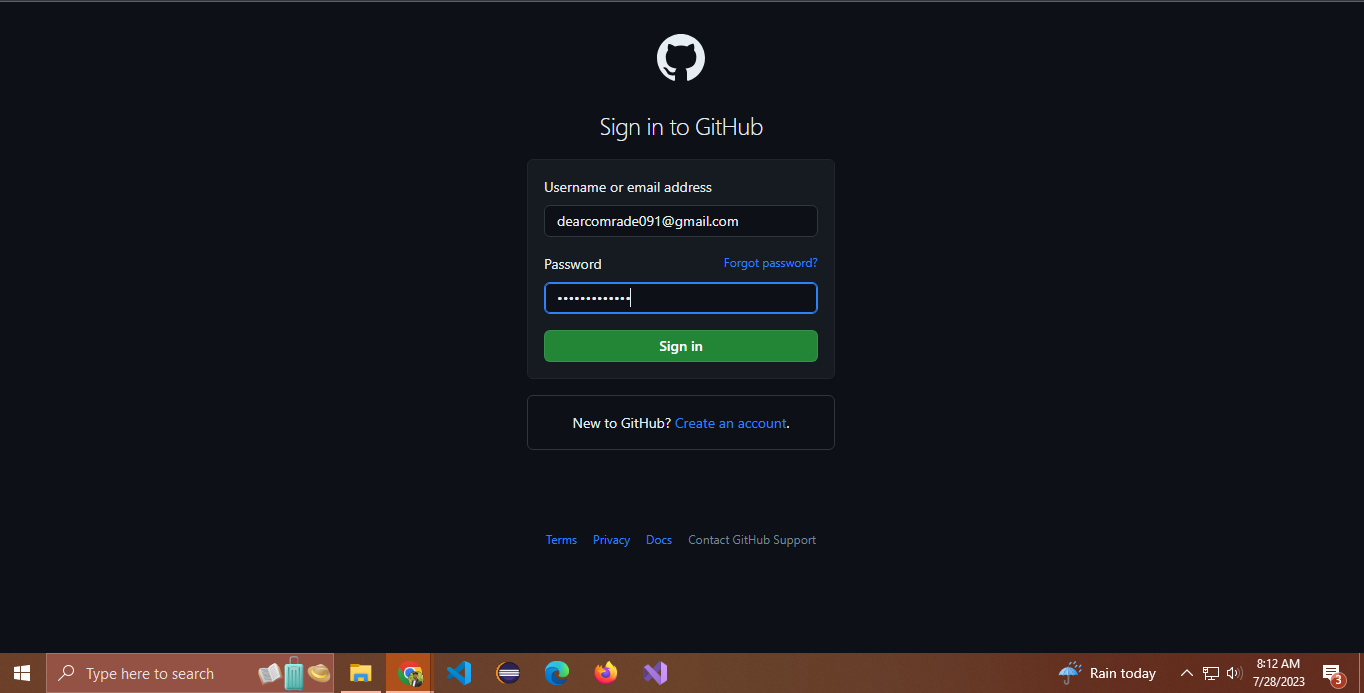 Sign in to GitHub
Username or email address
dearcomrade091@gmail.com
Password Forgot password?
•••••••••••••
Sign in
New to GitHub? Create an account.
Terms Privacy Docs Contact GitHub Support
Type here to search
Rain today
8:12 AM
7/28/2023
3